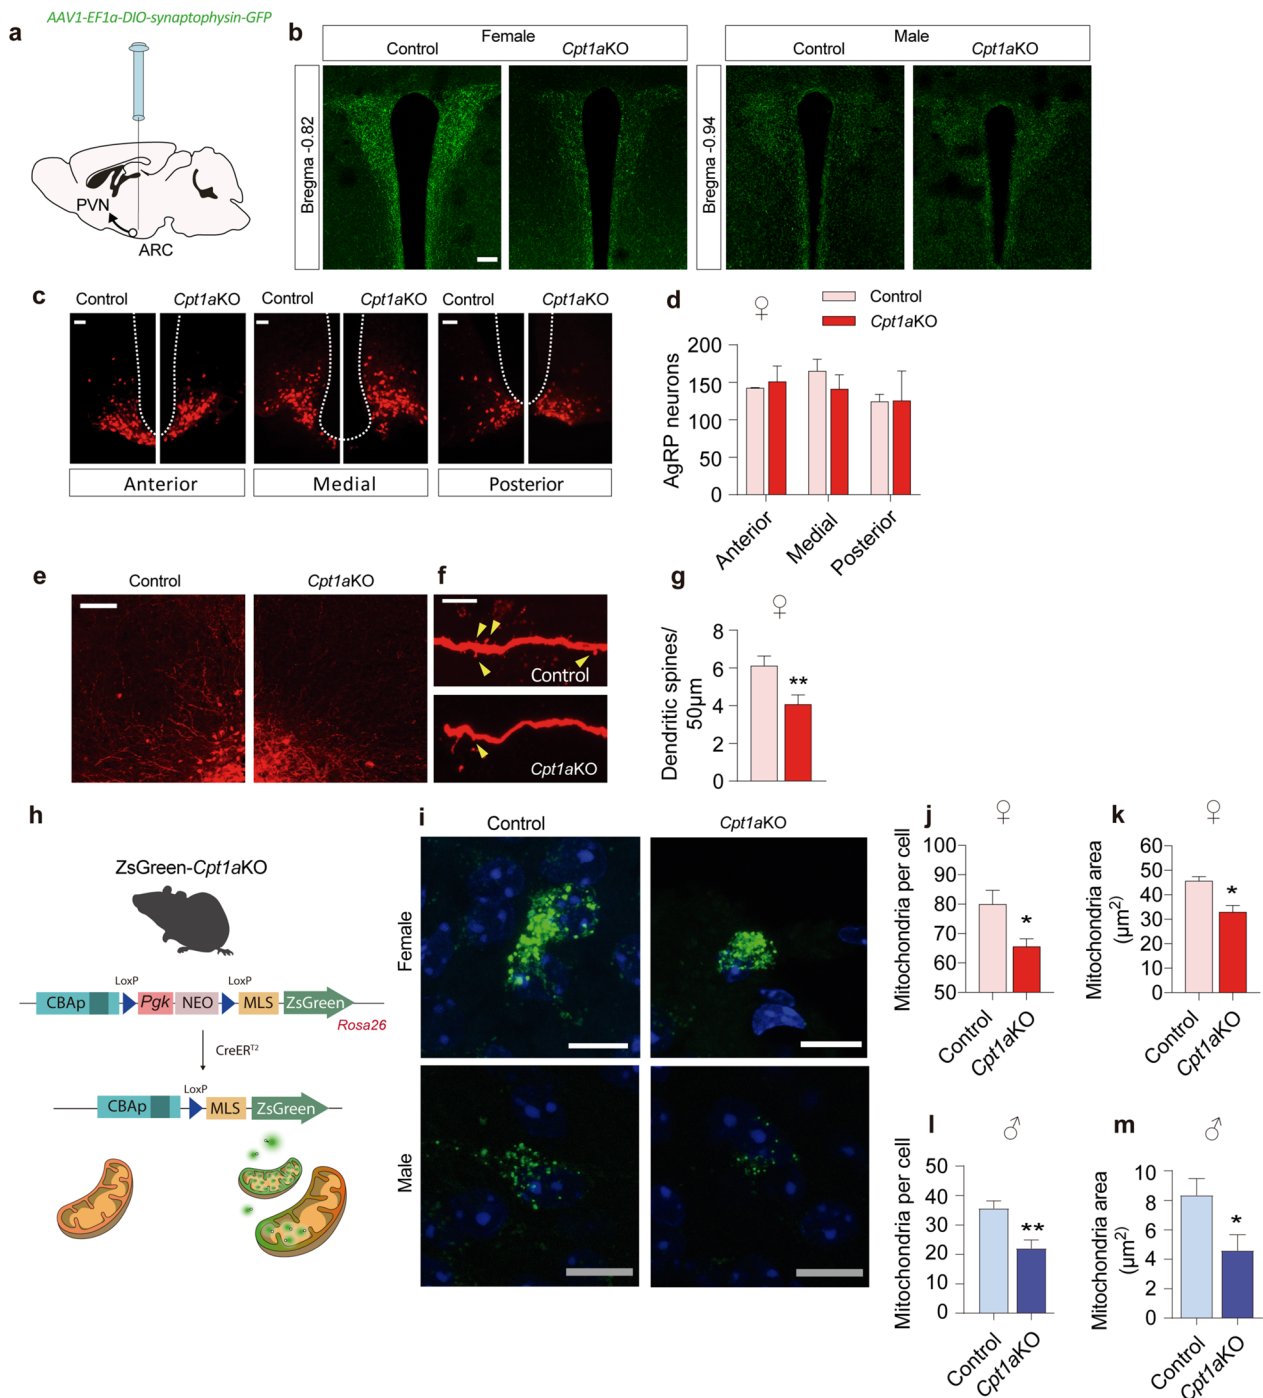 AAV1-EF1a-DIO-synaptophysin-GFP
a
PVN
ARC
b
Female
Control
Cpt1aKO
Male
Control
Cpt1aKO
Bregma -0.82
Bregma -0.94
c
Control
Cpt1aKO
Control
Cpt1aKO
Control
Cpt1aKO
Anterior
Medial
Posterior
d
♀
Control
Cpt1aKO
AgRP neurons
200
150
100
50
0
Anterior
Medial
Posterior
e
Control
Cpt1aKO
f
Control
Cpt1aKO
g
♀
Dendritic spines/
50µm
8
6
4
2
0
**
h
ZsGreen-Cpt1aKO
LoxP
LoxP
CBAp
Pgk
NEO
MLS
ZsGreen
Rosa26
CreERT2
LoxP
CBAp
MLS
ZsGreen
i
Control
Cpt1aKO
Female
Male
j
♀
Mitochondria per cell
100
90
80
70
60
50
*
Control
Cpt1aKO
k
♀
Mitochondria area
(µm2)
60
50
40
30
20
10
0
*
Control
Cpt1aKO
l
♂
Mitochondria per cell
50
40
30
20
10
0
**
Control
Cpt1aKO
m
♂
Mitochondria area
(µm2)
10
8
6
4
2
0
*
Control
Cpt1aKO